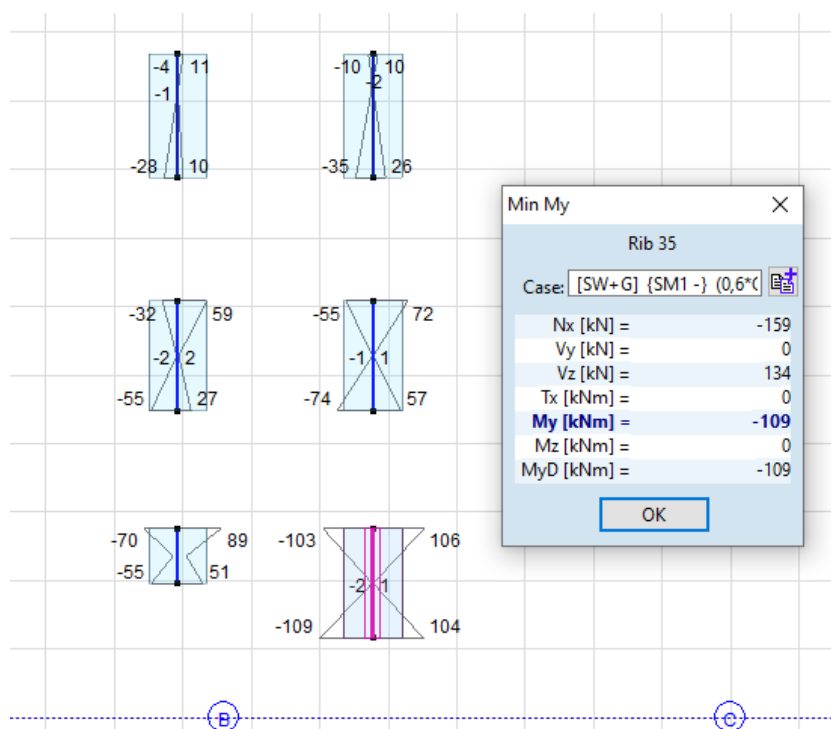 -4 11
-1
-28 10
-10 10
-2
-35 26
-32 59
-2 2
-55 27
-55 72
-1 1
-74 57
-70 89
-55 51
-103 106
-2 1
-109 104
Min My
Rib 35
Case: [SW+G] {SM1 -} (0,6*
Nx [kN] = -159
Vy [kN] = 0
Vz [kN] = 134
Tx [kNm] = 0
My [kNm] = -109
Mz [kNm] = 0
MyD [kNm] = -109
OK
B C